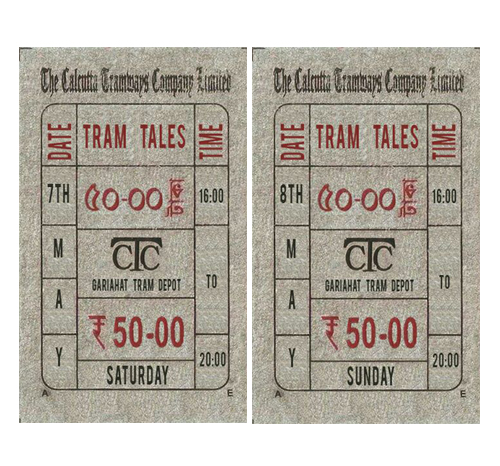 The Calcutta Tramways Company Limited
DATE
TRAM TALES
TIME
7TH
৫০-০০
16:00
M
CTC
GARIAHAT TRAM DEPOT
TO
A
₹ 50-00
Y
20:00
SATURDAY
A
E
The Calcutta Tramways Company Limited
DATE
TRAM TALES
TIME
8TH
৫০-০০
16:00
M
CTC
GARIAHAT TRAM DEPOT
TO
A
₹ 50-00
Y
20:00
SUNDAY
A
E